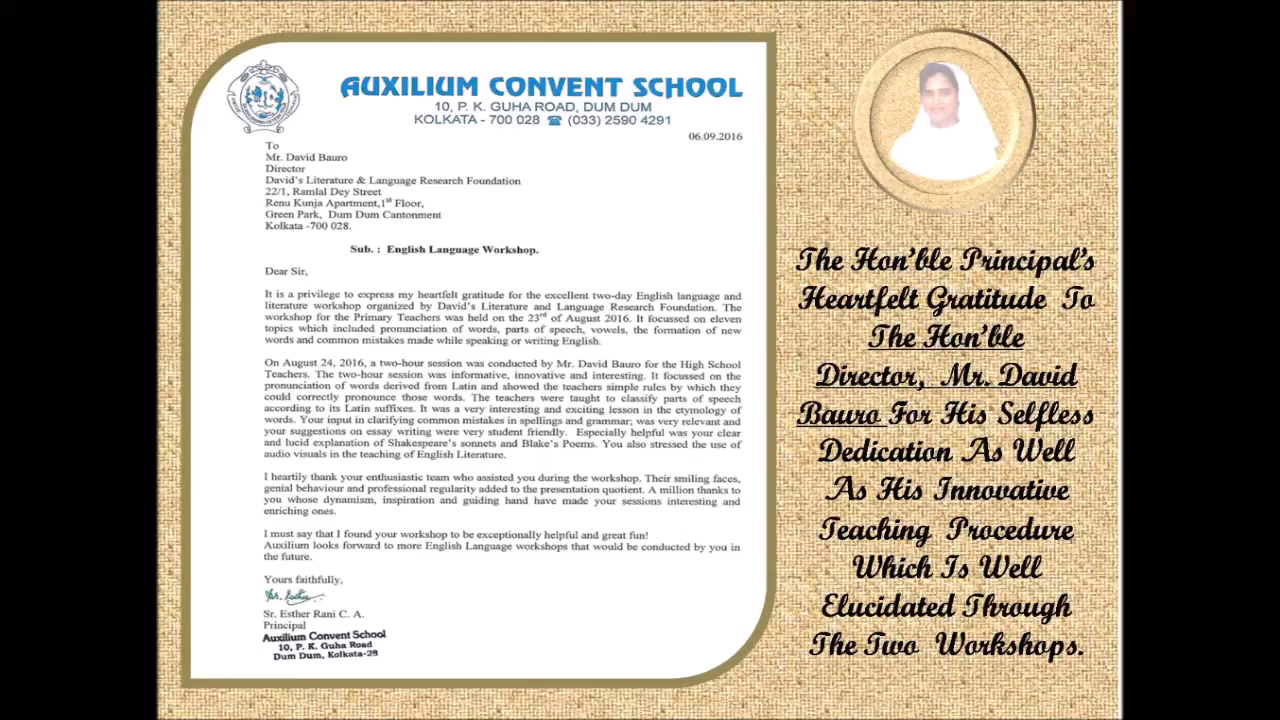 AUXILIUM CONVENT SCHOOL
10, P. K. GUHA ROAD, DUM DUM
KOLKATA - 700 028 ☎ (033) 2590 4291
06.09.2016
To
Mr. David Bauro
Director
David's Literature & Language Research Foundation
22/1, Ramlal Dey Street
Renu Kunja Apartment,1st Floor,
Green Park, Dum Dum Cantonment
Kolkata -700 028.
Sub. : English Language Workshop.
Dear Sir,
It is a privilege to express my heartfelt gratitude for the excellent two-day English language and
literature workshop organized by David's Literature and Language Research Foundation. The
workshop for the Primary Teachers was held on the 23rd of August 2016. It focussed on eleven
topics which included pronunciation of words, parts of speech, vowels, the formation of new
words and common mistakes made while speaking or writing English.
On August 24, 2016, a two-hour session was conducted by Mr. David Bauro for the High School
Teachers. The two-hour session was informative, innovative and interesting. It focussed on the
pronunciation of words derived from Latin and showed the teachers simple rules by which they
could correctly pronounce those words. The teachers were taught to classify parts of speech
according to its Latin suffixes. It was a very interesting and exciting lesson in the etymology of
words. Your input in clarifying common mistakes in spellings and grammar; was very relevant and
your suggestions on essay writing were very student friendly. Especially helpful was your clear
and lucid explanation of Shakespeare's sonnets and Blake's Poems. You also stressed the use of
audio visuals in the teaching of English Literature.
I heartily thank your enthusiastic team who assisted you during the workshop. Their smiling faces,
genial behaviour and professional regularity added to the presentation quotient. A million thanks to
you whose dynamism, inspiration and guiding hand have made your sessions interesting and
enriching ones.
I must say that I found your workshop to be exceptionally helpful and great fun!
Auxilium looks forward to more English Language workshops that would be conducted by you in
the future.
Yours faithfully,
Sr. Esther Rani C. A.
Principal
Auxilium Convent School
10, P. K. Guha Road
Dum Dum, Kolkata-28
The Hon'ble Principal's
Heartfelt Gratitude To
The Hon'ble
Director, Mr. David
Bauro For His Selfless
Dedication As Well
As His Innovative
Teaching Procedure
Which Is Well
Elucidated Through
The Two Workshops.